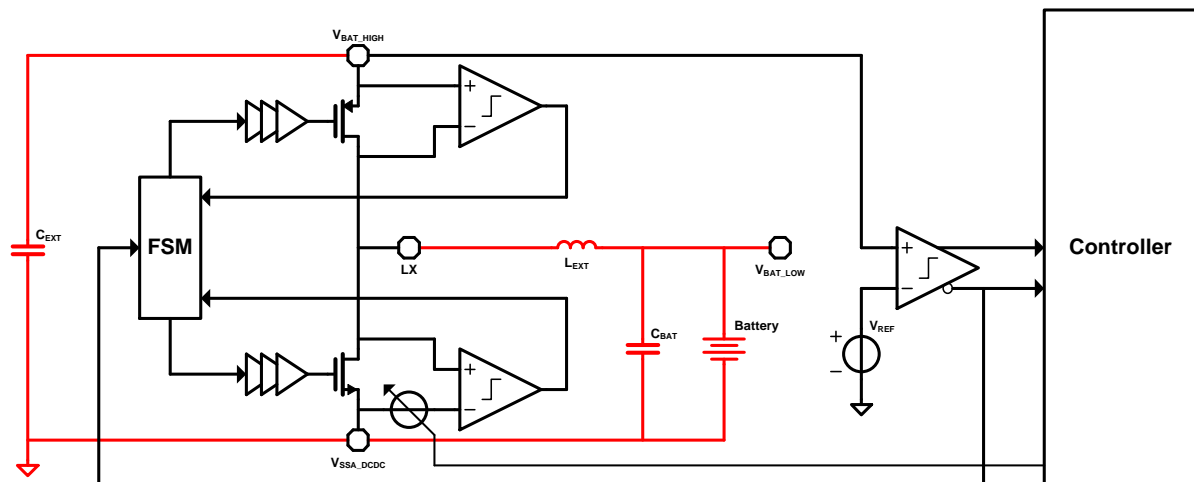 VBAT_HIGH
+
−
CEXT
FSM
LX
LEXT
VBAT_LOW
+
−
Controller
CBAT
Battery
VREF
+
−
+
−
VSSA_DCDC